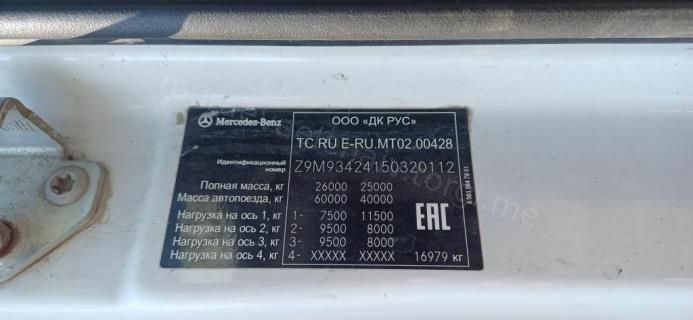 Mercedes-Benz
ООО «ДК РУС»
ТС RU E-RU.MT02.00428
Идентификационный номер Z9M93424150320112
Полная масса, кг 26000 25000
Масса автопоезда, кг 60000 40000
Нагрузка на ось 1, кг 1- 7500 11500
Нагрузка на ось 2, кг 2- 9500 8000
Нагрузка на ось 3, кг 3- 9500 8000
Нагрузка на ось 4, кг 4- XXXXX XXXXX 16979 кг
EAC